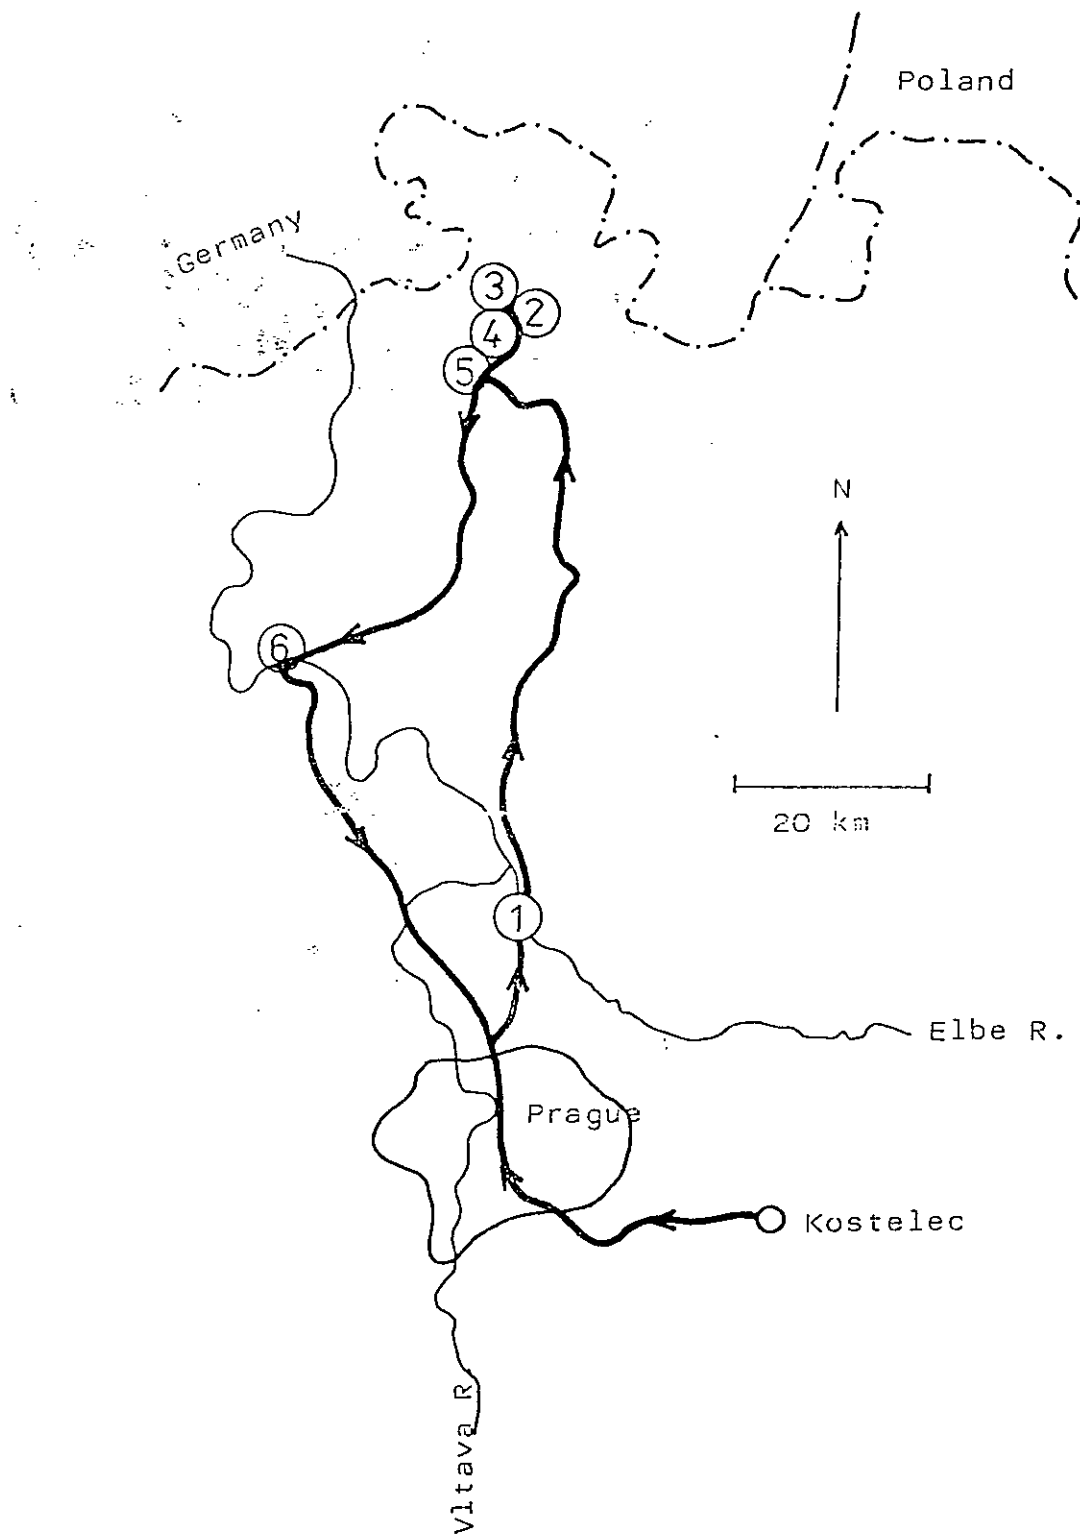 Poland
Germany
3
2
4
5
N
6
20 km
1
Elbe R.
Prague
Kostelec
Vltava R.